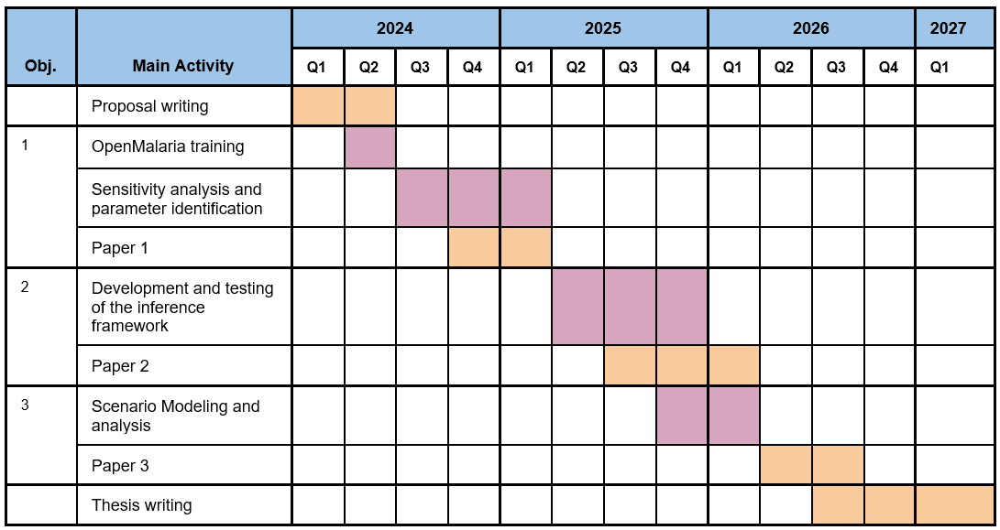 2024 2025 2026 2027
Obj. Main Activity Q1 Q2 Q3 Q4 Q1 Q2 Q3 Q4 Q1 Q2 Q3 Q4 Q1
Proposal writing
1 OpenMalaria training
Sensitivity analysis and
parameter identification
Paper 1
2 Development and testing
of the inference
framework
Paper 2
3 Scenario Modeling and
analysis
Paper 3
Thesis writing